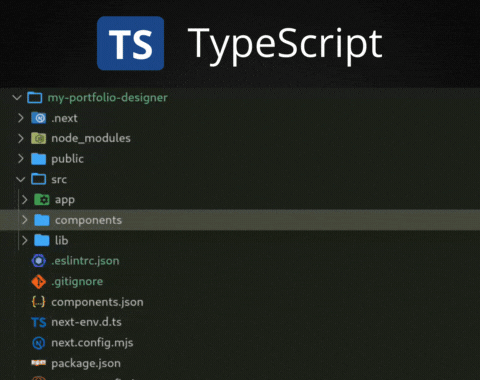 TS TypeScript
my-portfolio-designer
.next
node_modules
public
src
app
components
lib
.eslintrc.json
.gitignore
components.json
TS next-env.d.ts
next.config.mjs
package.json